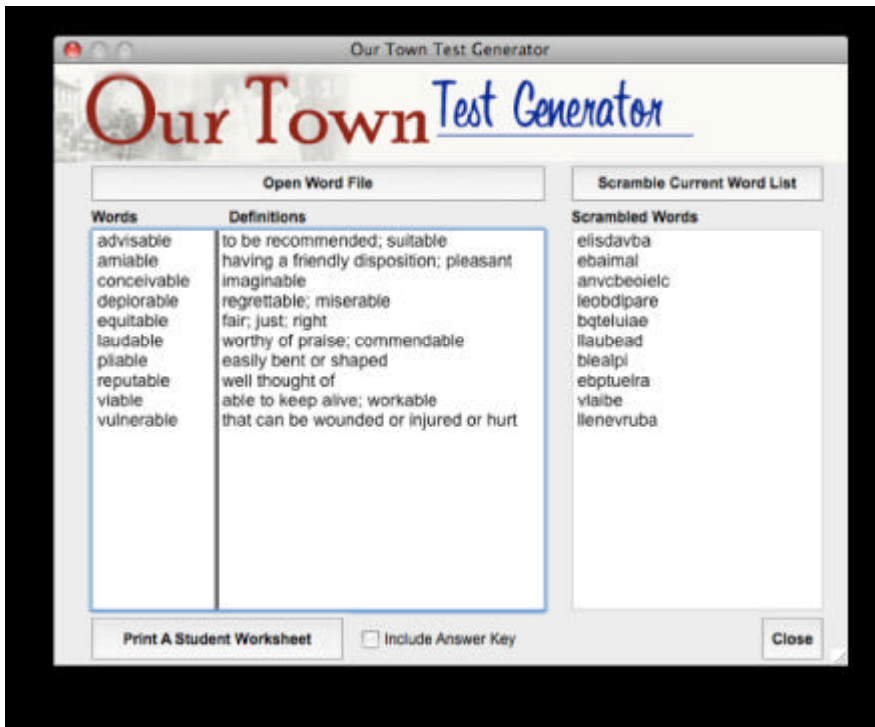 Our Town Test Generator
Our Town Test Generator
Open Word File
Scramble Current Word List
Words Definitions Scrambled Words
advisable to be recommended; suitable elisdavba
amiable having a friendly disposition; pleasant ebaimal
conceivable imaginable anvcbeoielc
deplorable regrettable; miserable leobdlpare
equitable fair; just; right bqteluiae
laudable worthy of praise; commendable llaubead
pliable easily bent or shaped blealpi
reputable well thought of ebptuelra
viable able to keep alive; workable vlaibe
vulnerable that can be wounded or injured or hurt llenevruba
Print A Student Worksheet Include Answer Key Close